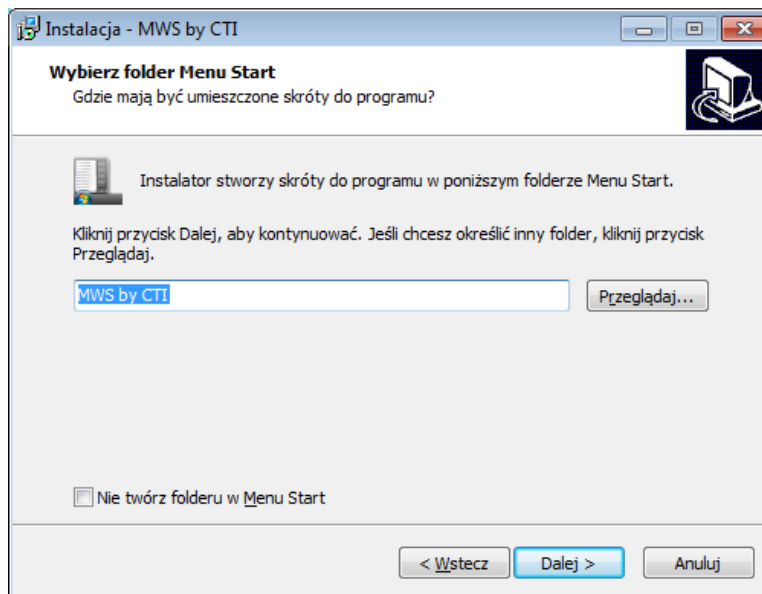 Instalacja - MWS by CTI
Wybierz folder Menu Start
Gdzie mają być umieszczone skróty do programu?
Instalator stworzy skróty do programu w poniższym folderze Menu Start.
Kliknij przycisk Dalej, aby kontynuować. Jeśli chcesz określić inny folder, kliknij przycisk
Przeglądaj.
MWS by CTI
Przeglądaj...
Nie twórz folderu w Menu Start
< Wstecz
Dalej >
Anuluj